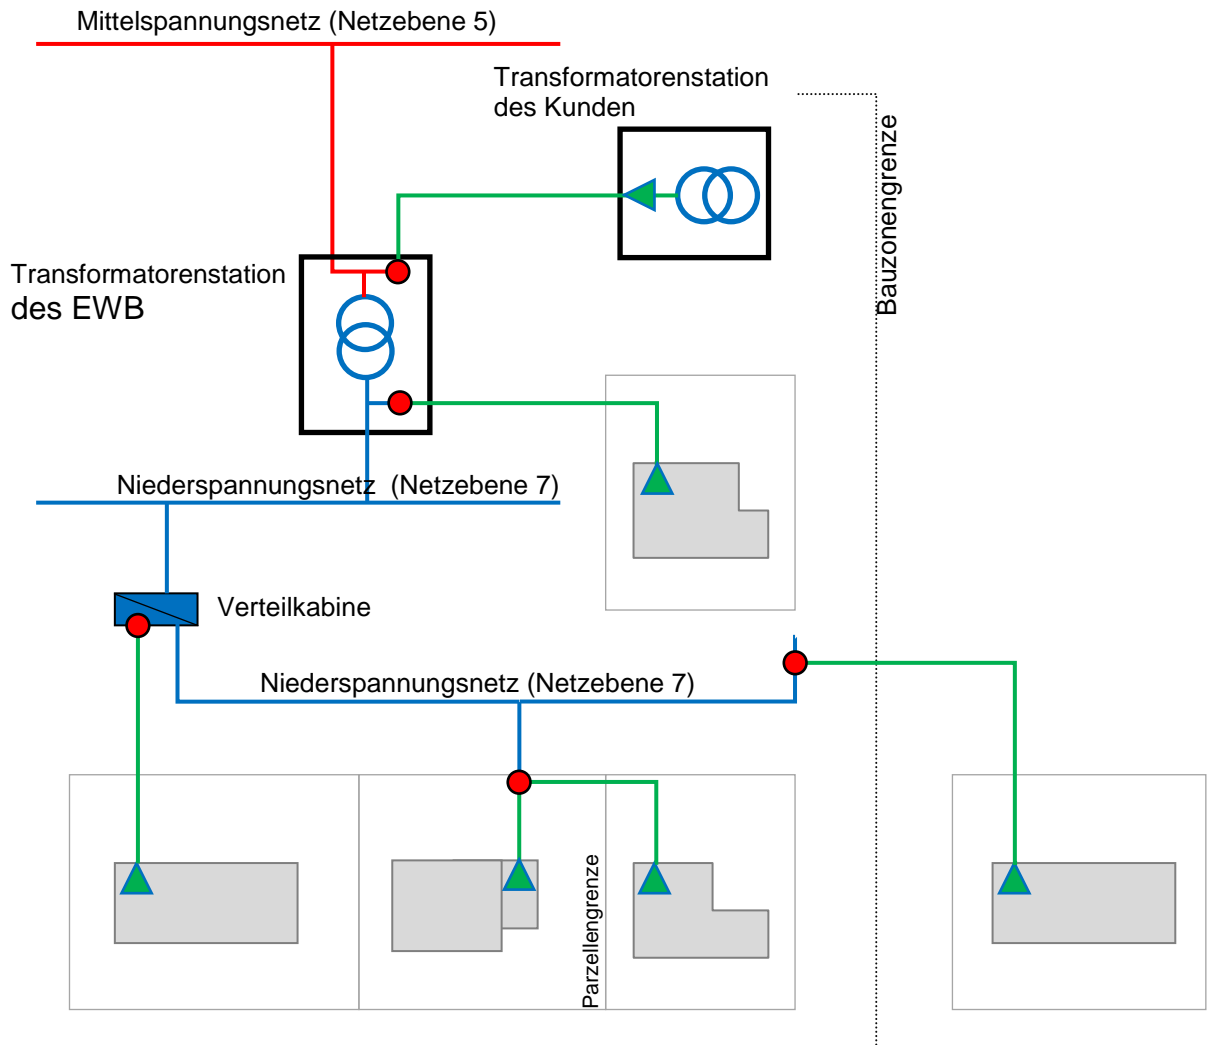 Mittelspannungsnetz (Netzebene 5)
Transformatorenstation
des Kunden
Bauzonengrenze
Transformatorenstation
des EWB
Niederspannungsnetz (Netzebene 7)
Verteilkabine
Niederspannungsnetz (Netzebene 7)
Parzellengrenze